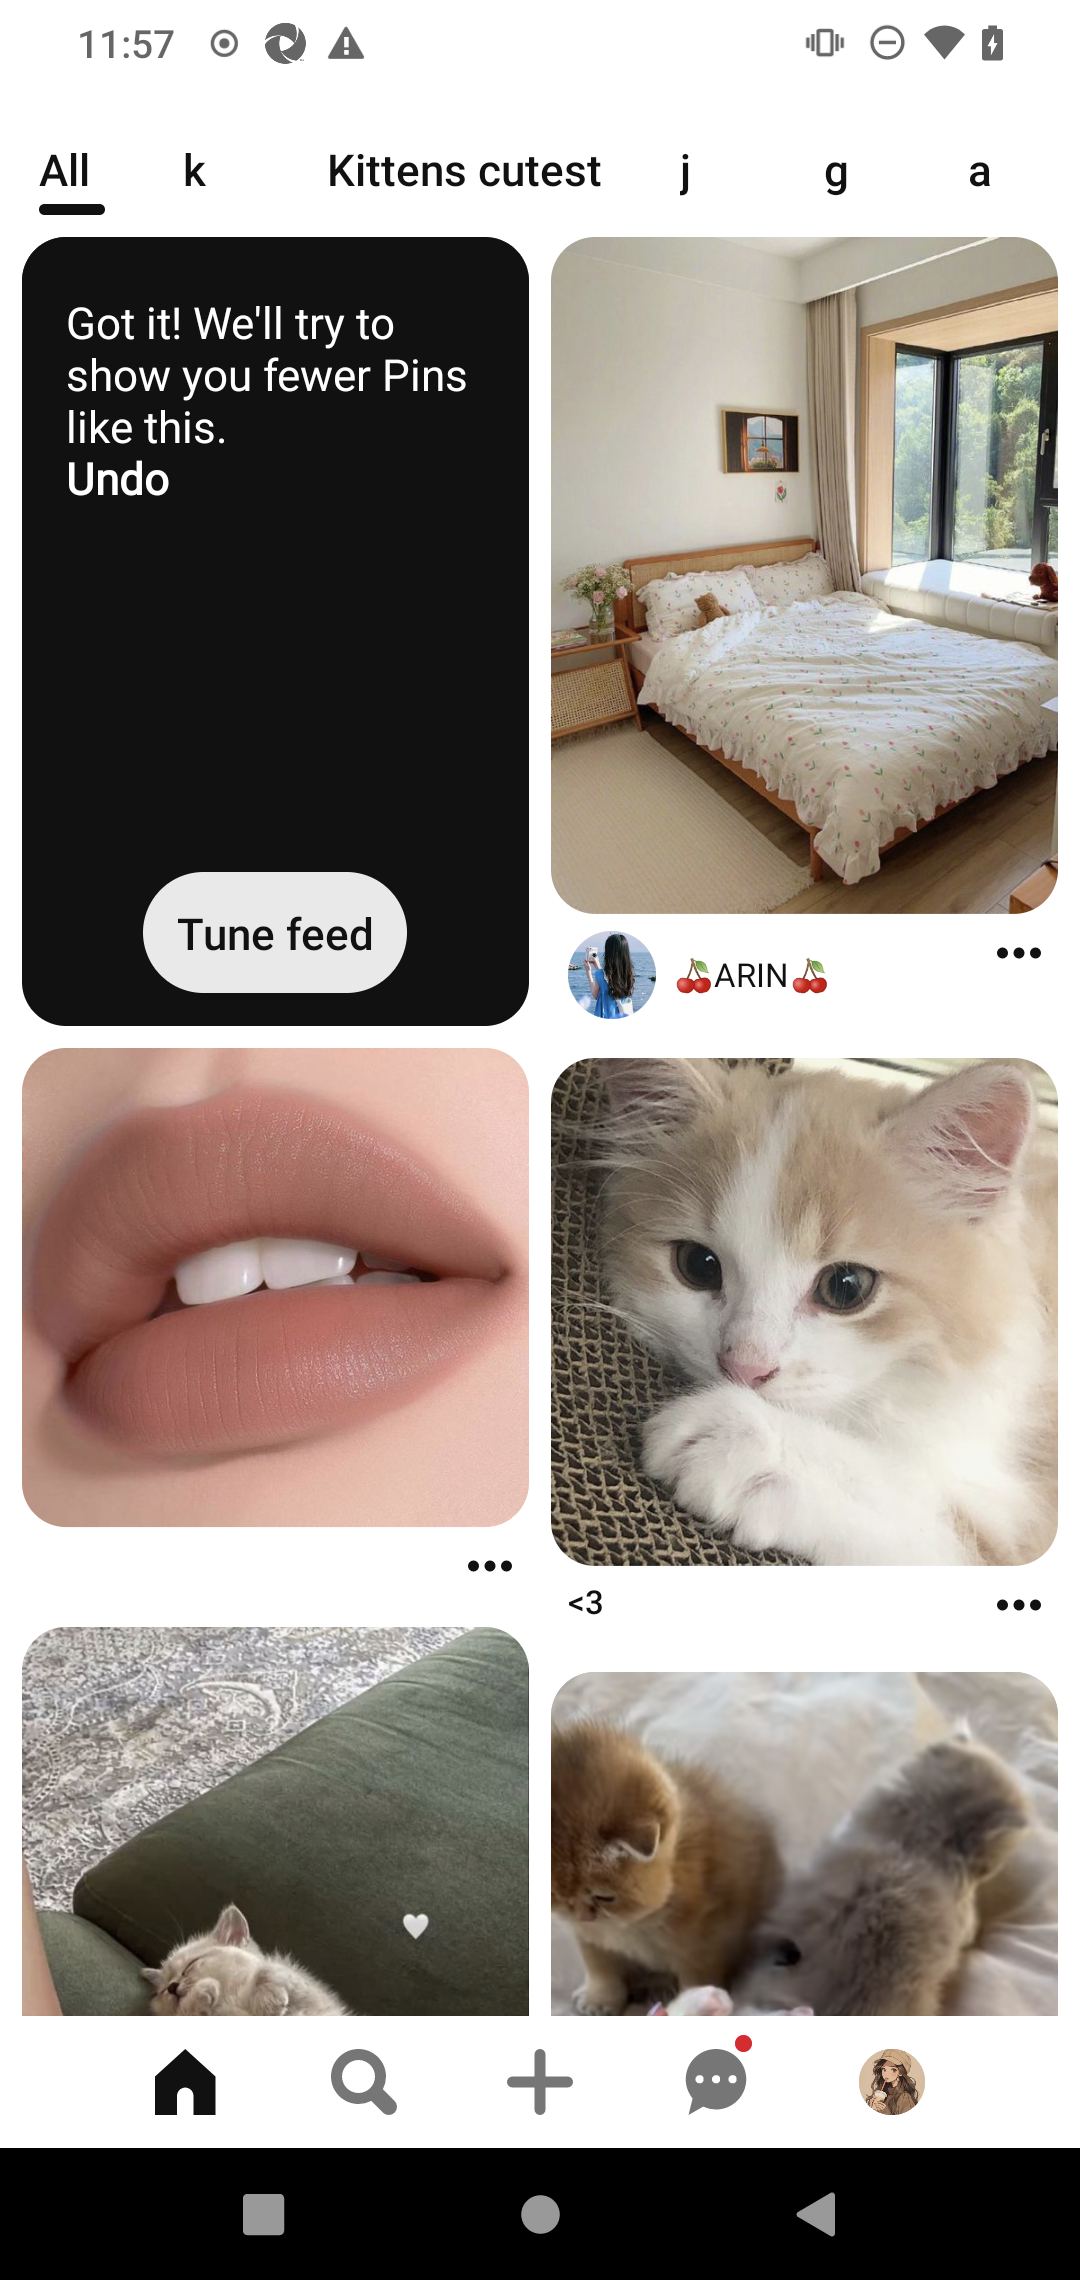 11:57
All k Kittens cutest j g a
Got it! We'll try to
show you fewer Pins
like this.
Undo
Tune feed
🍒ARIN🍒
<3